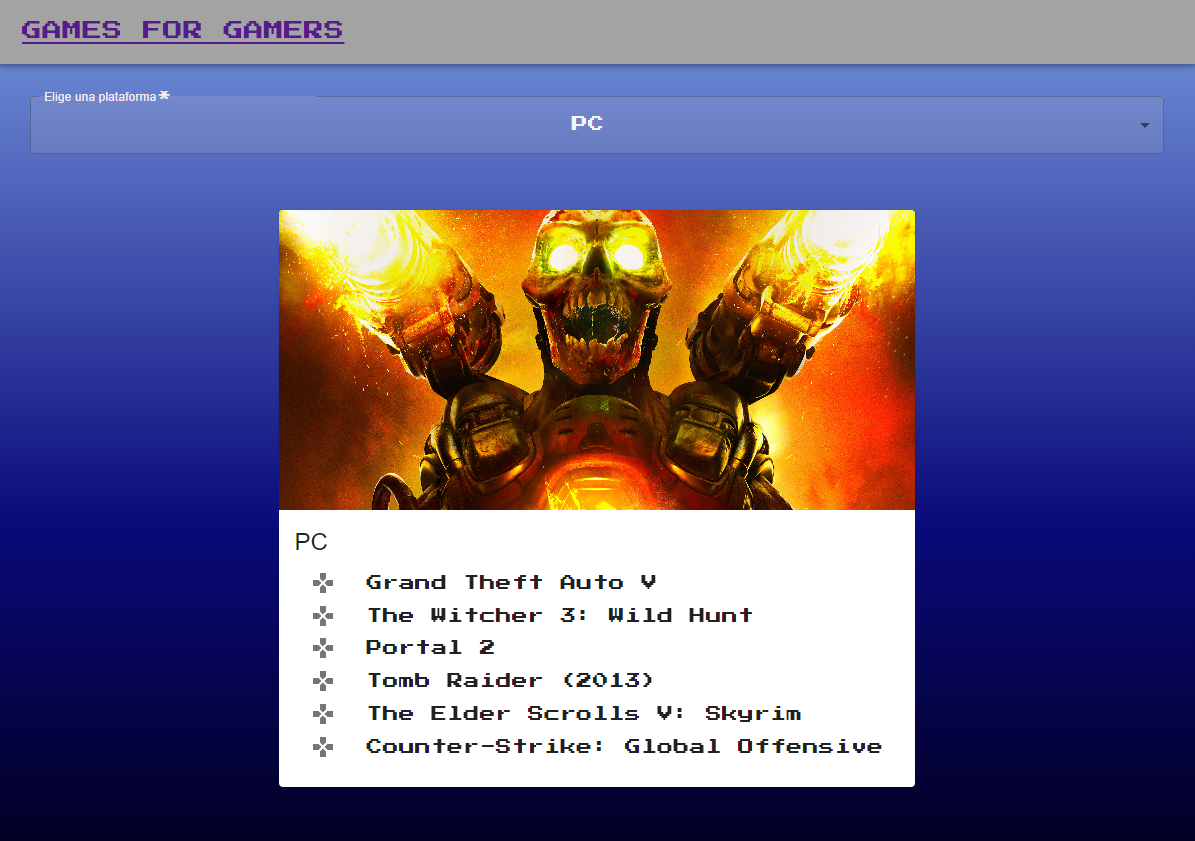 GAMES FOR GAMERS
Elige una plataforma *
PC
PC
Grand Theft Auto V
The Witcher 3: Wild Hunt
Portal 2
Tomb Raider (2013)
The Elder Scrolls V: Skyrim
Counter-Strike: Global Offensive